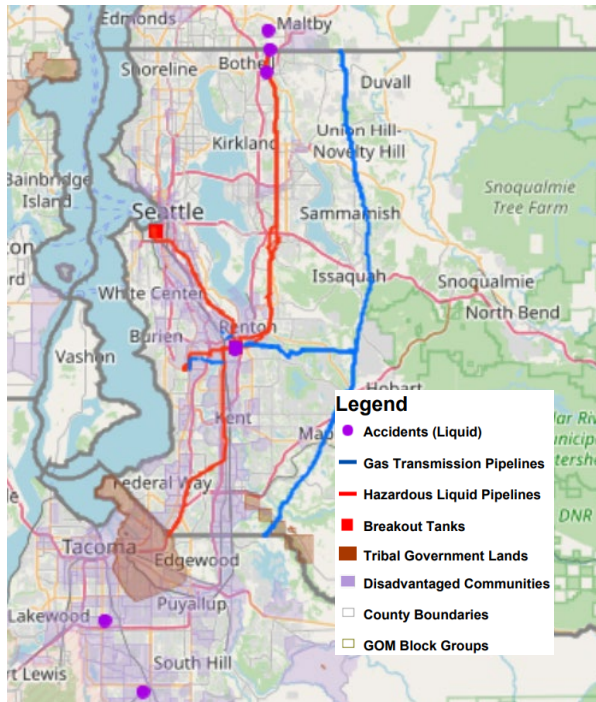 Edmonds
Maltby
Shoreline
Both
Duvall
Kirkland
Union Hill-
Novelty Hill
Bainbridge
Island
Snoqualmie
Tree Farm
Seattle
Sammamish
Issaquah
Snoqualmie
White Center
North Bend
Burien
Renton
Vashon
Hobart
Kent
Federal Way
Tacoma
Edgewood
Puyallup
Lakewood
South Hill
rt Lewis
DNR
Legend
Accidents (Liquid)
Gas Transmission Pipelines
Hazardous Liquid Pipelines
Breakout Tanks
Tribal Government Lands
Disadvantaged Communities
County Boundaries
GOM Block Groups